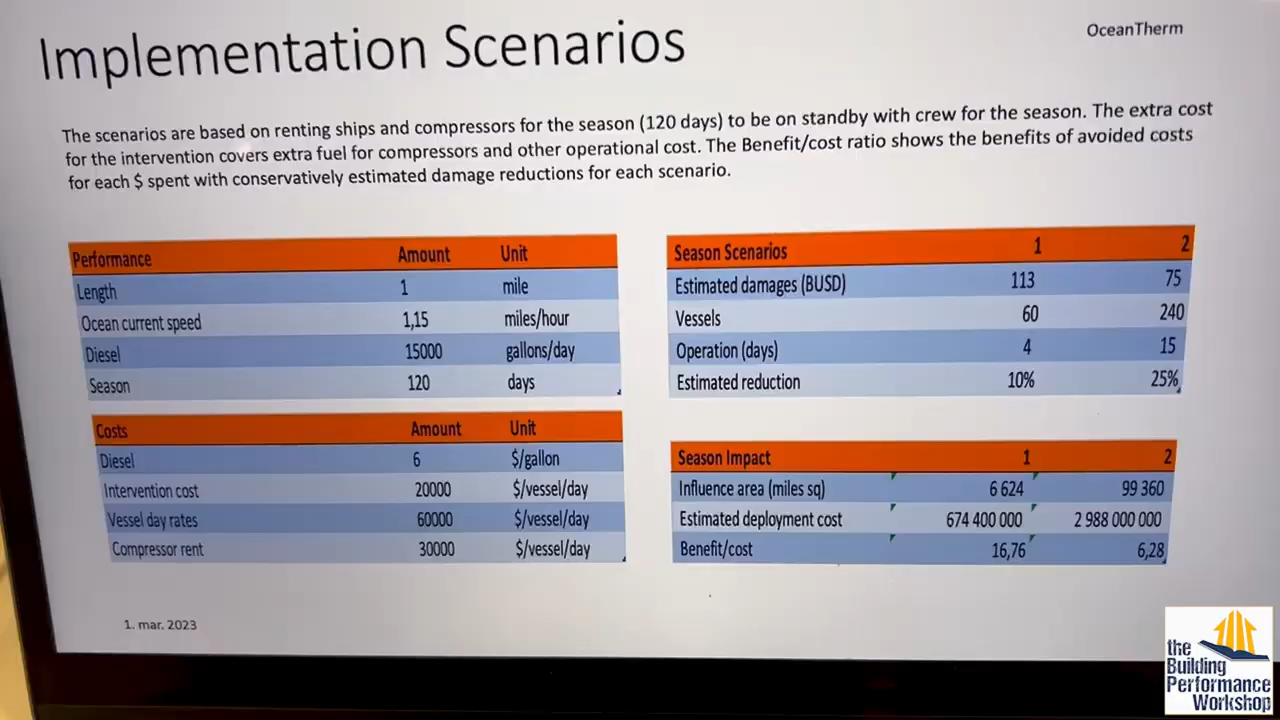 Implementation Scenarios
OceanTherm
The scenarios are based on renting ships and compressors for the season (120 days) to be on standby with crew for the season. The extra cost
for the intervention covers extra fuel for compressors and other operational cost. The Benefit/cost ratio shows the benefits of avoided costs
for each $ spent with conservatively estimated damage reductions for each scenario.
Performance Amount Unit
Length 1 mile
Ocean current speed 1,15 miles/hour
Diesel 15000 gallons/day
Season 120 days
Costs Amount Unit
Diesel 6 $/gallon
Intervention cost 20000 $/vessel/day
Vessel day rates 60000 $/vessel/day
Compressor rent 30000 $/vessel/day
Season Scenarios 1 2
Estimated damages (BUSD) 113 75
Vessels 60 240
Operation (days) 4 15
Estimated reduction 10% 25%
Season Impact 1 2
Influence area (miles sq) 6 624 99 360
Estimated deployment cost 674 400 000 2 988 000 000
Benefit/cost 16,76 6,28
1. mar. 2023
the
Building
Performance
Workshop